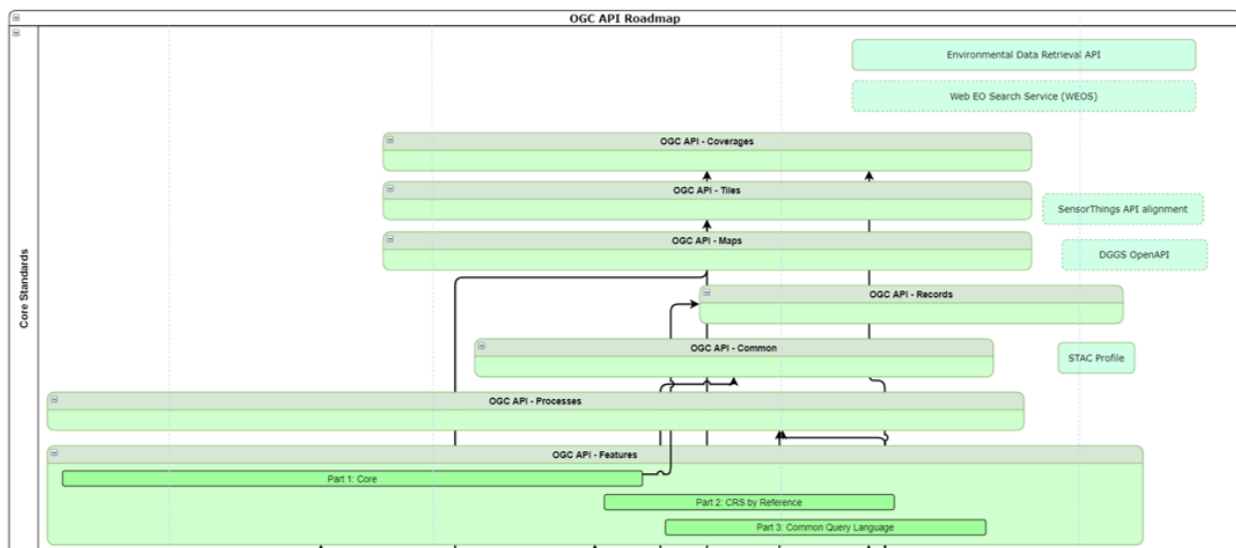 OGC API Roadmap
Core Standards
Environmental Data Retrieval API
Web EO Search Service (WEOS)
OGC API - Coverages
OGC API - Tiles
SensorThings API alignment
OGC API - Maps
DGGS OpenAPI
OGC API - Records
OGC API - Common
STAC Profile
OGC API - Processes
OGC API - Features
Part 1: Core
Part 2: CRS by Reference
Part 3: Common Query Language